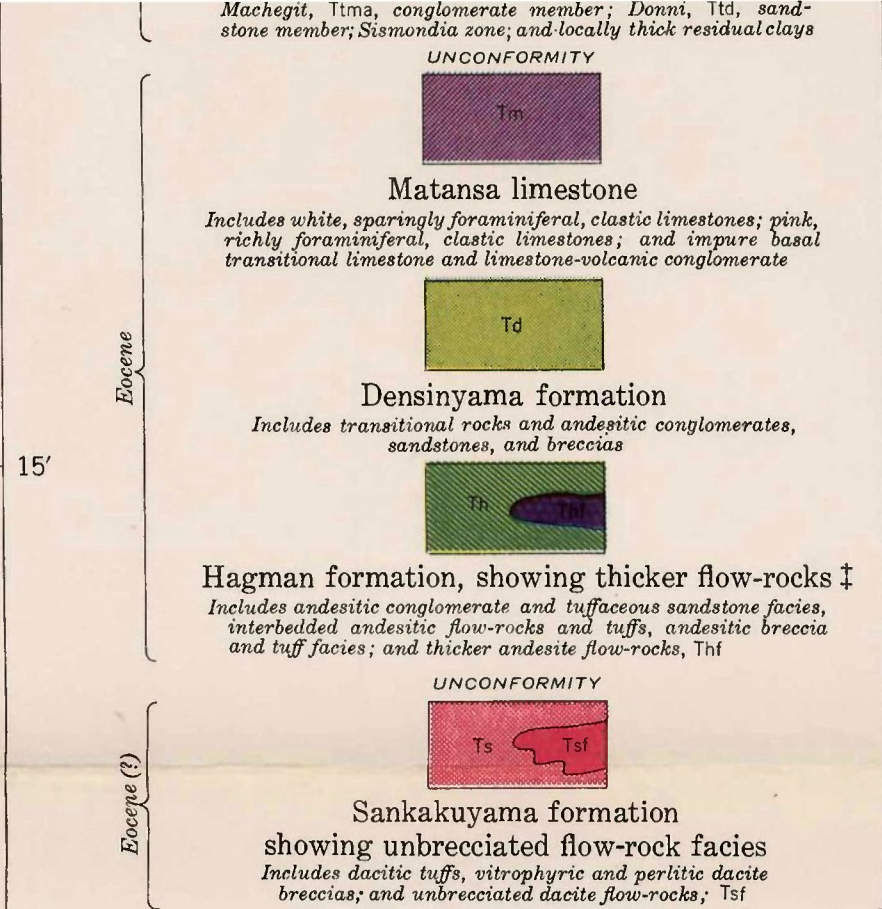 Machegit, Ttma, conglomerate member; Donni, Ttd, sand-
stone member; Sismondia zone; and locally thick residual clays
UNCONFORMITY
Tm
Matansa limestone
Includes white, sparingly foraminiferal, clastic limestones; pink,
richly foraminiferal, clastic limestones; and impure basal
transitional limestone and limestone-volcanic conglomerate
Td
Densinyama formation
Includes transitional rocks and andesitic conglomerates,
sandstones, and breccias
Eocene
15′
Th
Thf
Hagman formation, showing thicker flow-rocks ‡
Includes andesitic conglomerate and tuffaceous sandstone facies,
interbedded andesitic flow-rocks and tuffs, andesitic breccia
and tuff facies; and thicker andesite flow-rocks, Thf
UNCONFORMITY
Ts
Tsf
Eocene (?)
Sankakuyama formation
showing unbrecciated flow-rock facies
Includes dacitic tuffs, vitrophyric and perlitic dacite
breccias; and unbrecciated dacite flow-rocks, Tsf